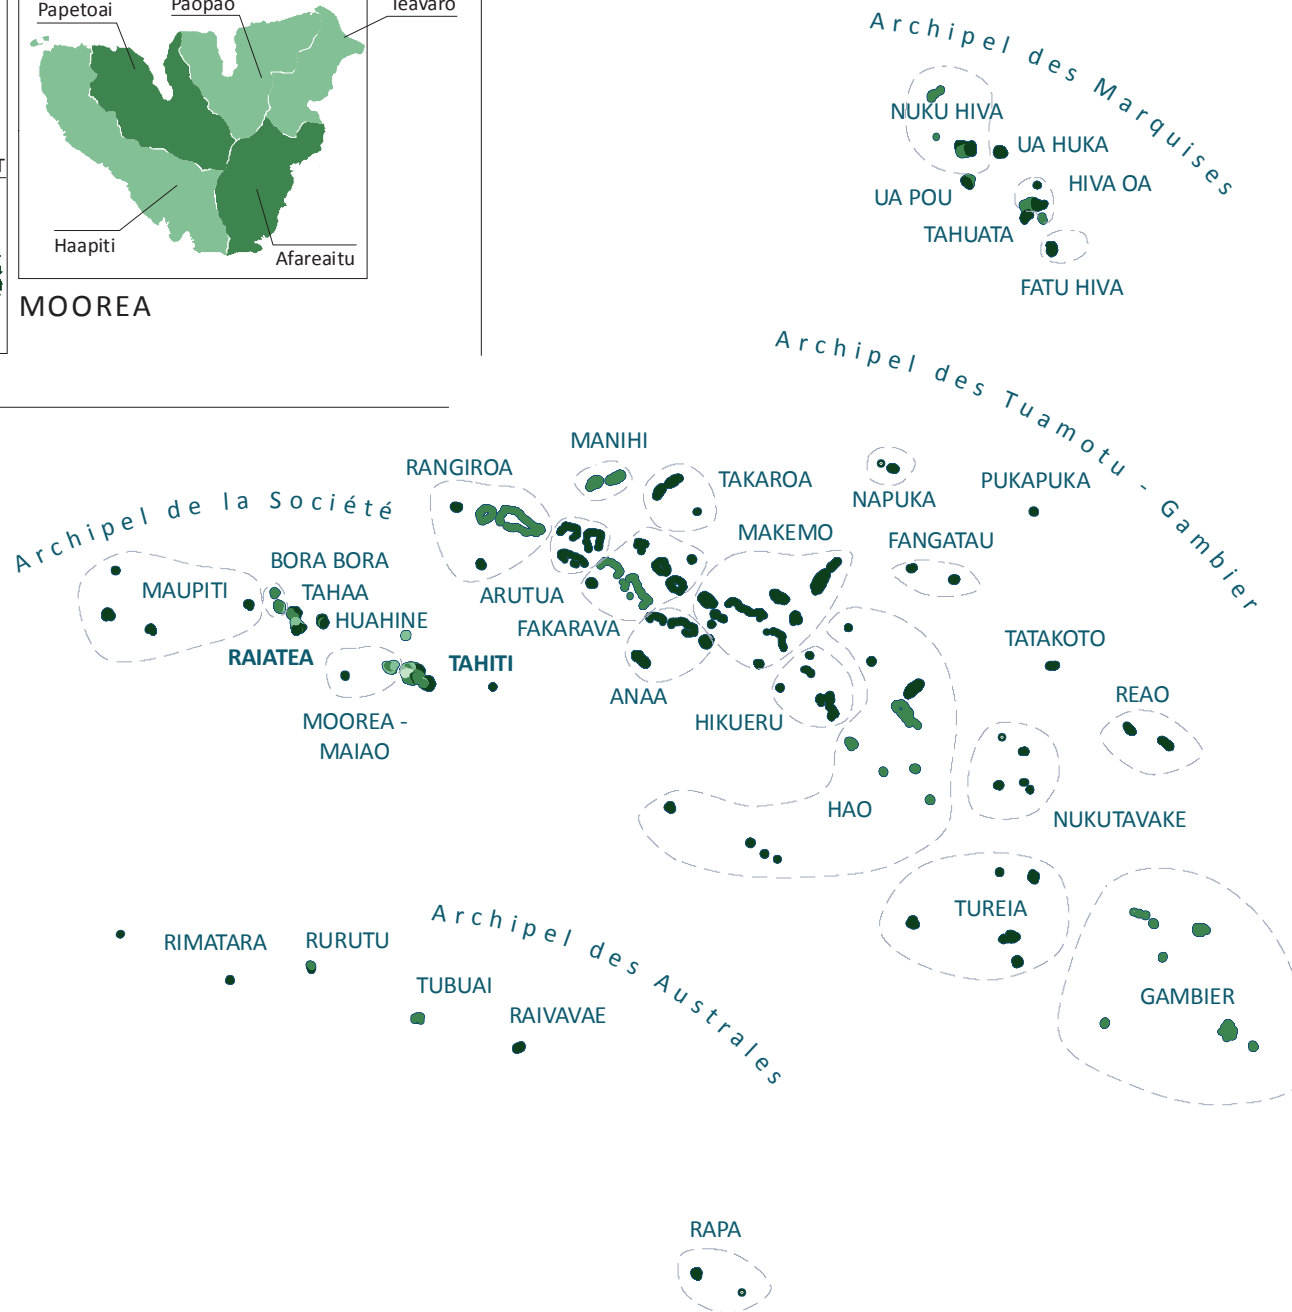 Papetoai
Paopao
Teavaro
Haapiti
Afareaitu
MOOREA
Archipel des Marquises
NUKU HIVA
UA HUKA
HIVA OA
UA POU
TAHUATA
FATU HIVA
Archipel des Tuamotu - Gambier
MANIHI
RANGIROA
TAKAROA
NAPUKA
PUKAPUKA
Archipel de la Société
MAKEMO
FANGATAU
BORA BORA
MAUPITI
TAHAA
ARUTUA
HUAHINE
FAKARAVA
TATAKOTO
RAIATEA
TAHITI
ANAA
REAO
MOOREA -
MAIAO
HIKUERU
HAO
NUKUTAVAKE
TUREIA
Archipel des Australes
RIMATARA
RURUTU
TUBUAI
RAIVAVAE
GAMBIER
RAPA